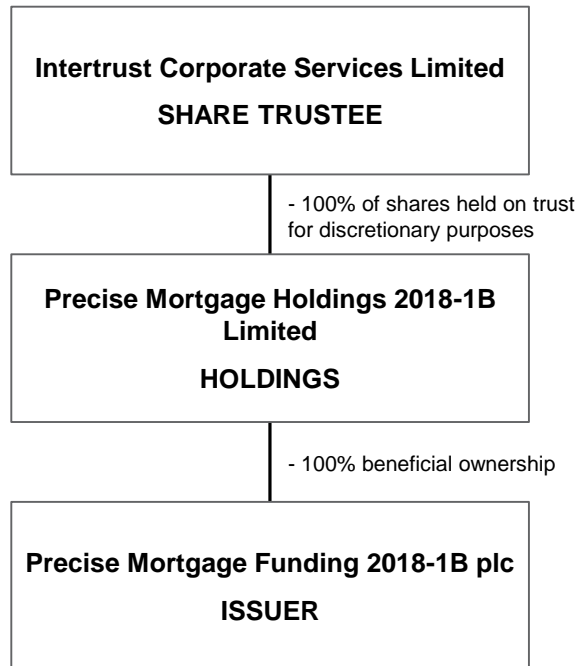 Intertrust Corporate Services Limited
SHARE TRUSTEE
- 100% of shares held on trust
for discretionary purposes
Precise Mortgage Holdings 2018-1B
Limited
HOLDINGS
- 100% beneficial ownership
Precise Mortgage Funding 2018-1B plc
ISSUER